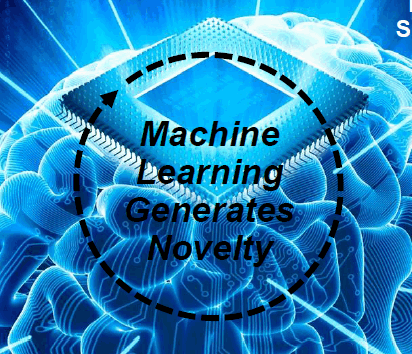 S
Machine
Learning
Generates
Novelty